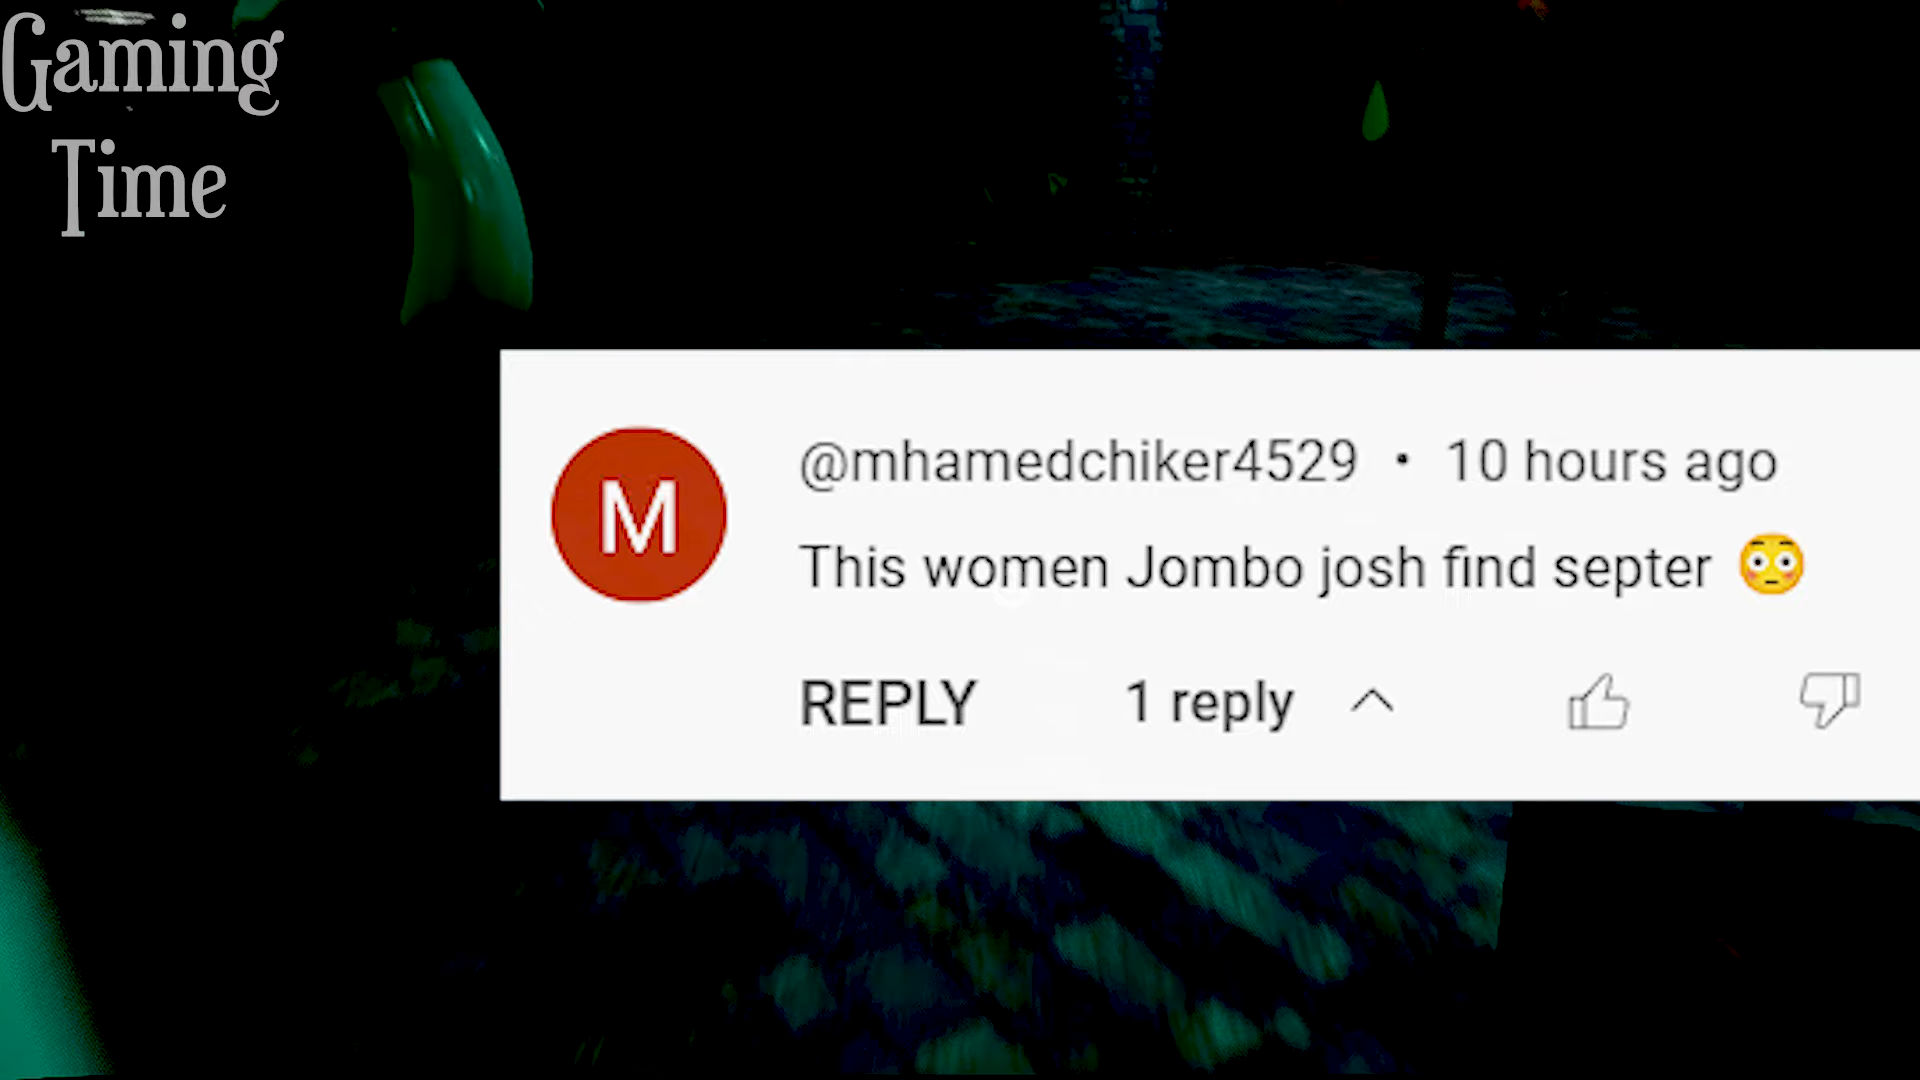 Gaming
Time
@mhamedchiker4529 • 10 hours ago
This women Jombo josh find septer 😳
REPLY 1 reply
M